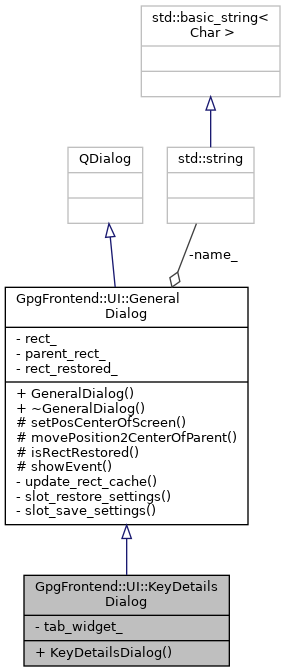 std::basic_string<
Char >
QDialog
std::string
-name_
GpgFrontend::UI::General
Dialog
- rect_
- parent_rect_
- rect_restored_
+ GeneralDialog()
+ ~GeneralDialog()
# setPosCenterOfScreen()
# movePosition2CenterOfParent()
# isRectRestored()
# showEvent()
- update_rect_cache()
- slot_restore_settings()
- slot_save_settings()
GpgFrontend::UI::KeyDetails
Dialog
- tab_widget_
+ KeyDetailsDialog()